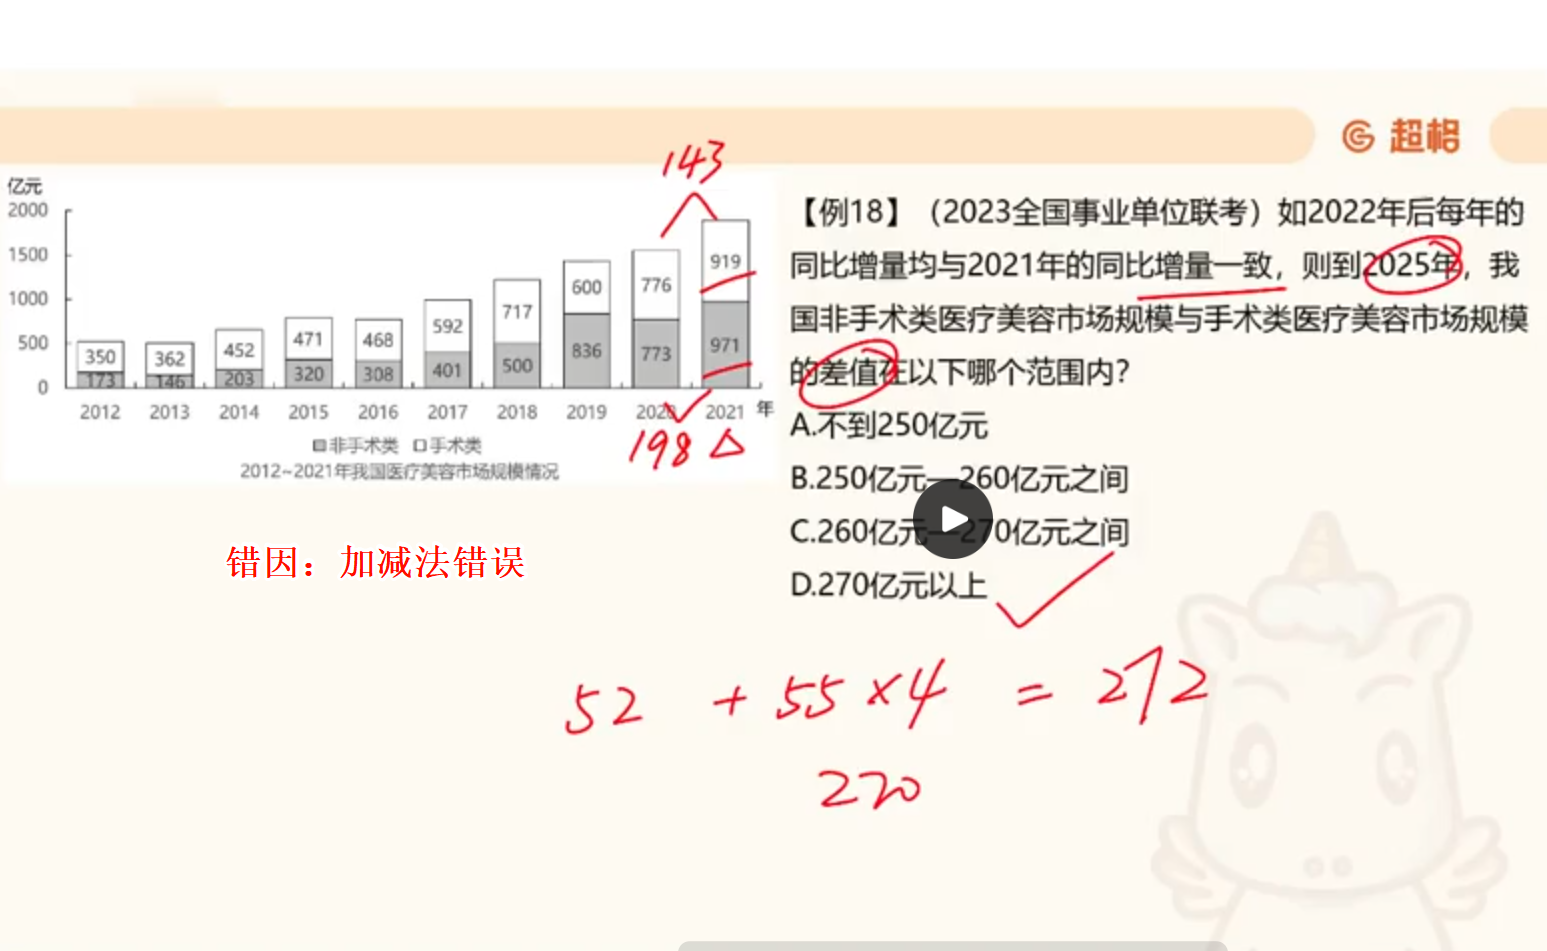 超格
143
亿元
2000
1500
1000
500
0
350 362 452 471 468 592 717 600 776 919
173 146 203 320 308 401 500 836 773 971
2012 2013 2014 2015 2016 2017 2018 2019 2020 2021 年
198 △
非手术类 手术类
2012~2021年我国医疗美容市场规模情况
【例18】（2023全国事业单位联考）如2022年后每年的
同比增量均与2021年的同比增量一致，则到2025年，我
国非手术类医疗美容市场规模与手术类医疗美容市场规模
的差值在以下哪个范围内？
A.不到250亿元
B.250亿元—260亿元之间
C.260亿元—270亿元之间
D.270亿元以上
错因：加减法错误
52 + 55×4 = 272
220